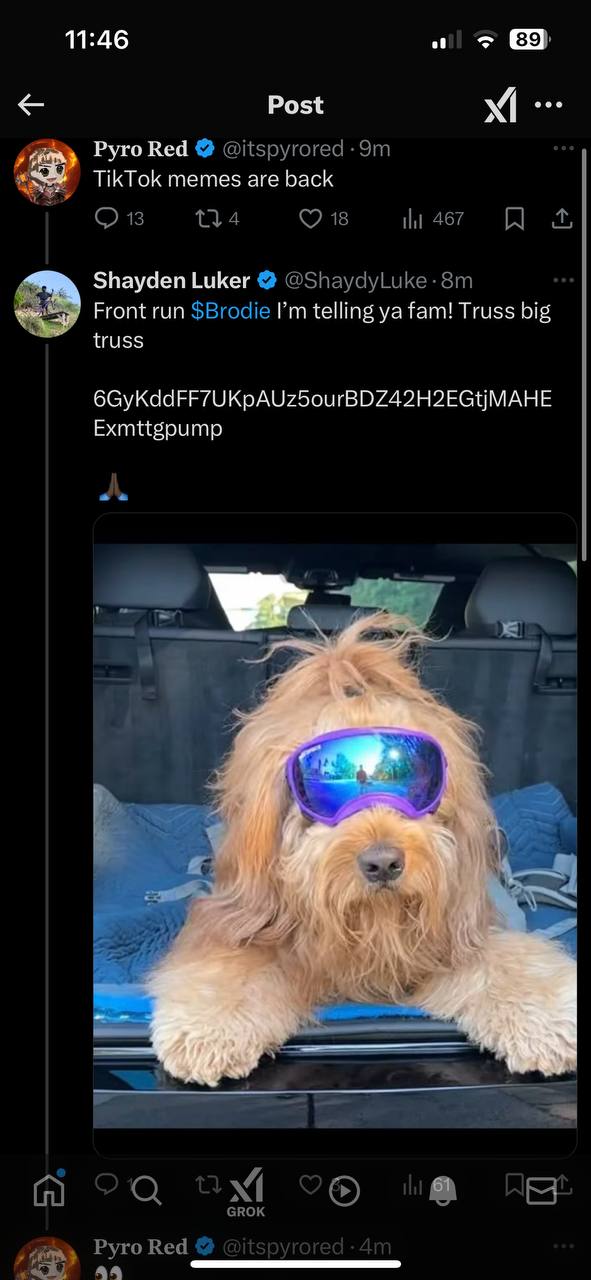 11:46
89
Post
Pyro Red @itspyrored · 9m
TikTok memes are back
13 4 18 467
Shayden Luker @ShaydyLuke · 8m
Front run $Brodie I’m telling ya fam! Truss big
truss
6GyKddFF7UKpAUz5ourBDZ42H2EGtjMAHE
Exmttgpump
61
GROK
Pyro Red @itspyrored · 4m